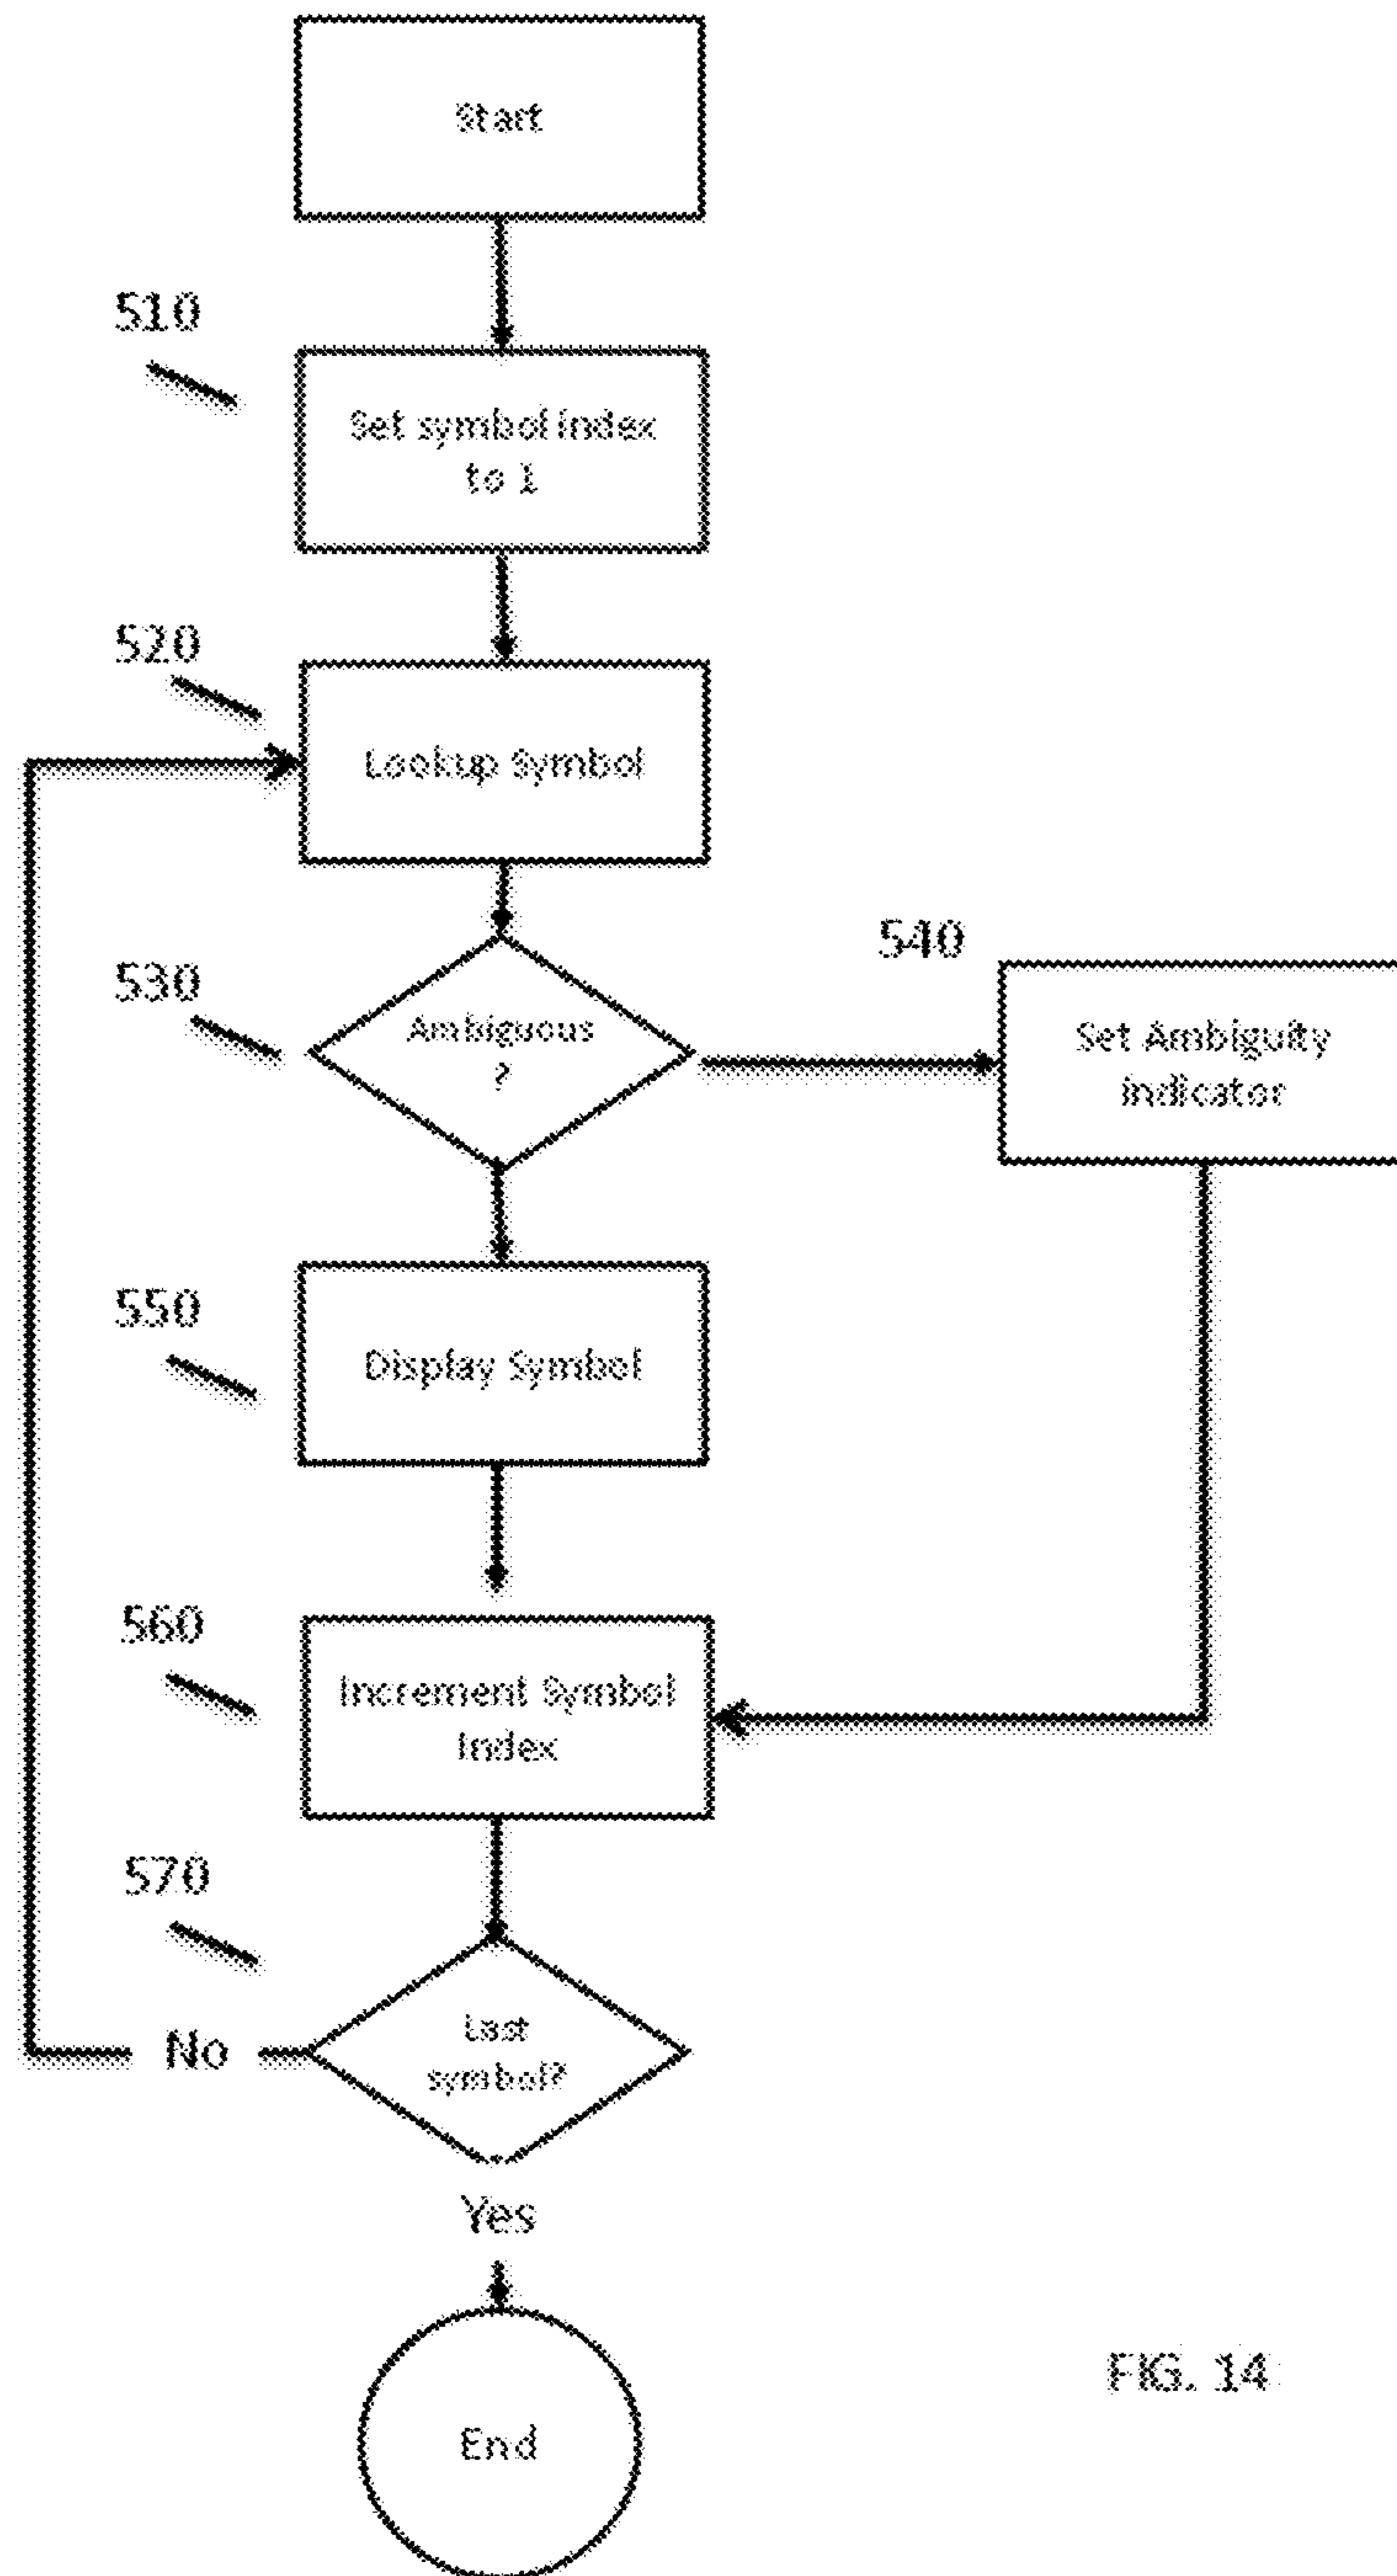 Start
510
Set symbol index
to 1
520
Lookup Symbol
530
Ambiguous
?
540
Set Ambiguity
indicator
550
Display Symbol
560
Increment Symbol
Index
570
Last
symbol?
No
Yes
End
FIG. 14